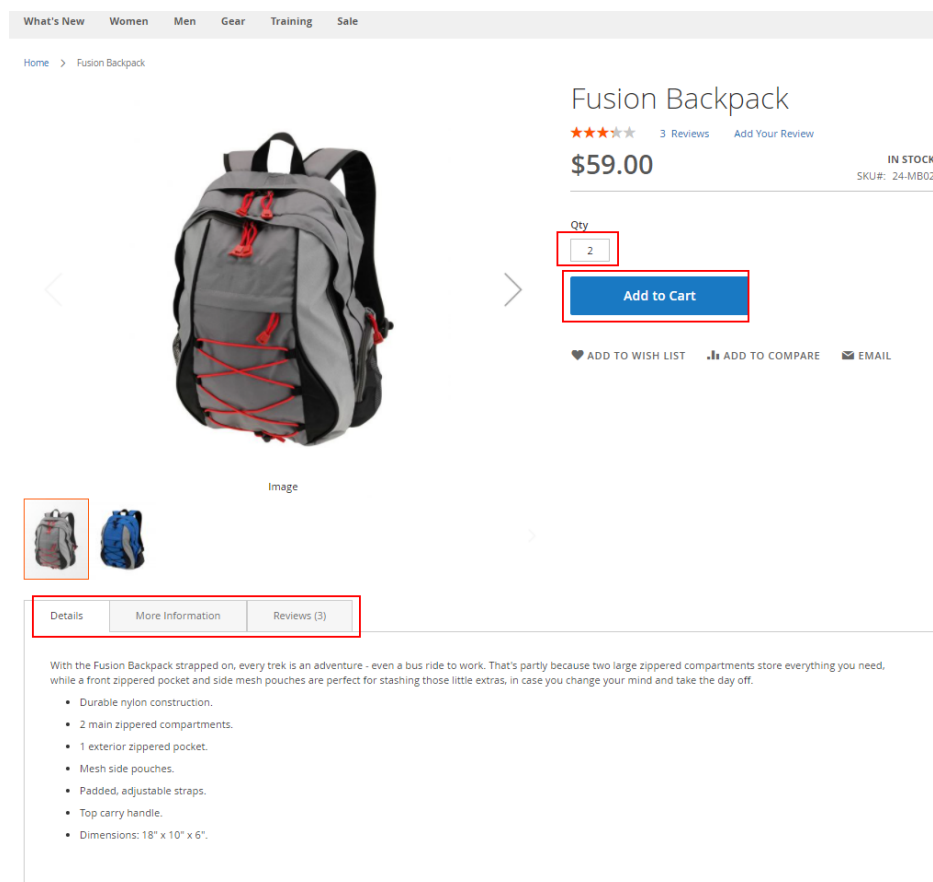 What's New Women Men Gear Training Sale
Home > Fusion Backpack
Fusion Backpack
3 Reviews Add Your Review
$59.00
IN STOCK
SKU#: 24-MB02
Qty
2
Add to Cart
ADD TO WISH LIST ADD TO COMPARE EMAIL
Image
Details More Information Reviews (3)
With the Fusion Backpack strapped on, every trek is an adventure - even a bus ride to work. That's partly because two large zippered compartments store everything you need,
while a front zippered pocket and side mesh pouches are perfect for stashing those little extras, in case you change your mind and take the day off.
• Durable nylon construction.
• 2 main zippered compartments.
• 1 exterior zippered pocket.
• Mesh side pouches.
• Padded, adjustable straps.
• Top carry handle.
• Dimensions: 18" x 10" x 6".